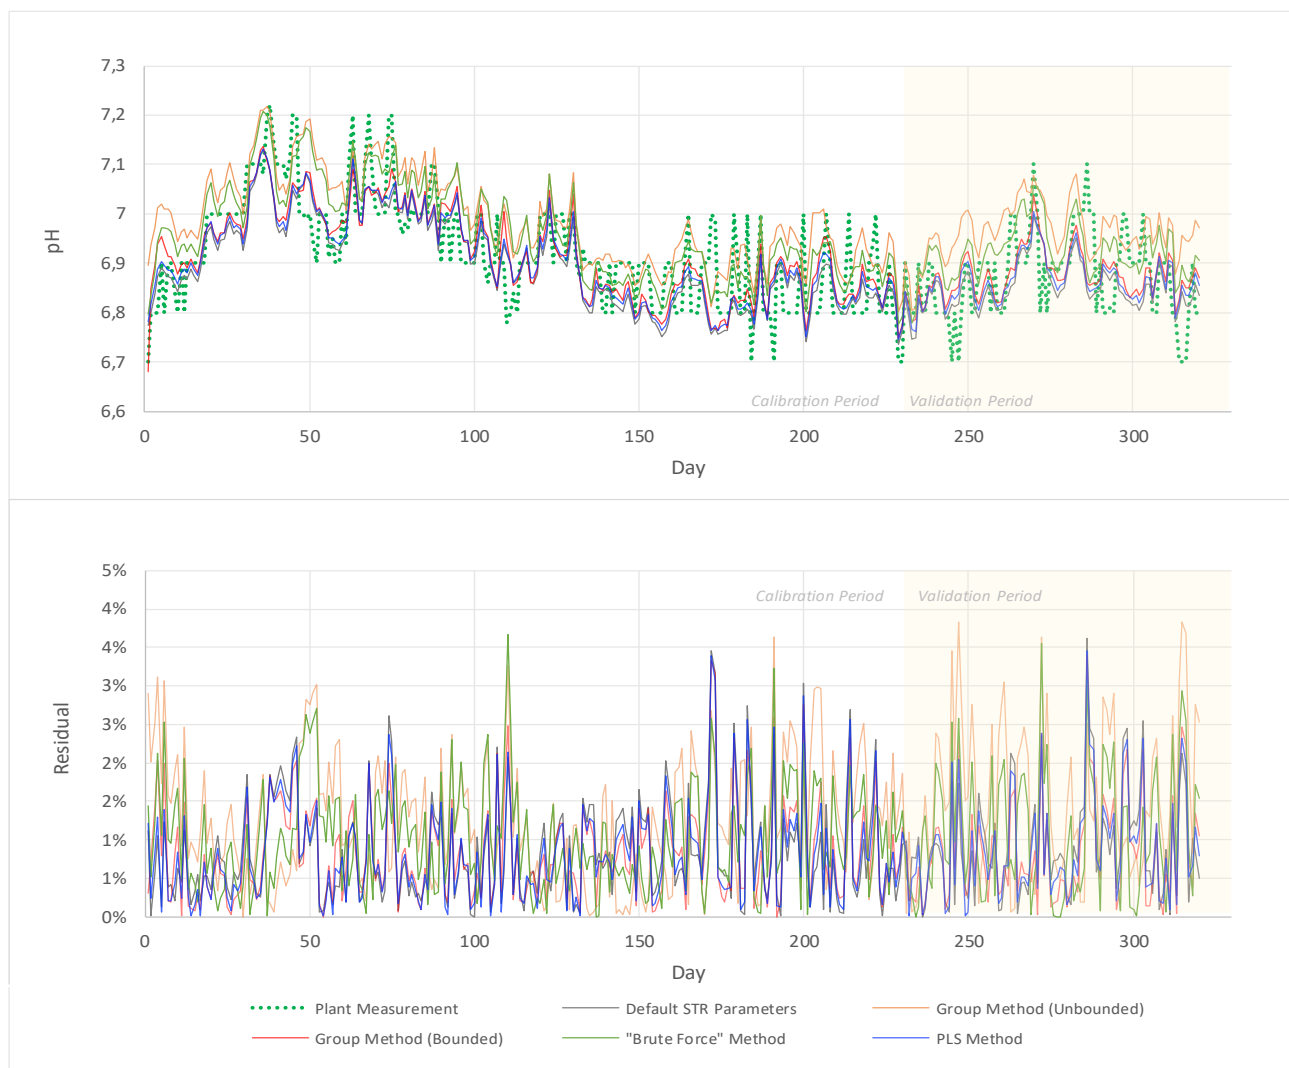 7,3
7,2
7,1
7
6,9
6,8
6,7
6,6
pH
Calibration Period
Validation Period
0
50
100
150
200
250
300
Day
5%
4%
4%
3%
3%
2%
2%
1%
1%
0%
Residual
Calibration Period
Validation Period
0
50
100
150
200
250
300
Day
Plant Measurement
Default STR Parameters
Group Method (Unbounded)
Group Method (Bounded)
"Brute Force" Method
PLS Method